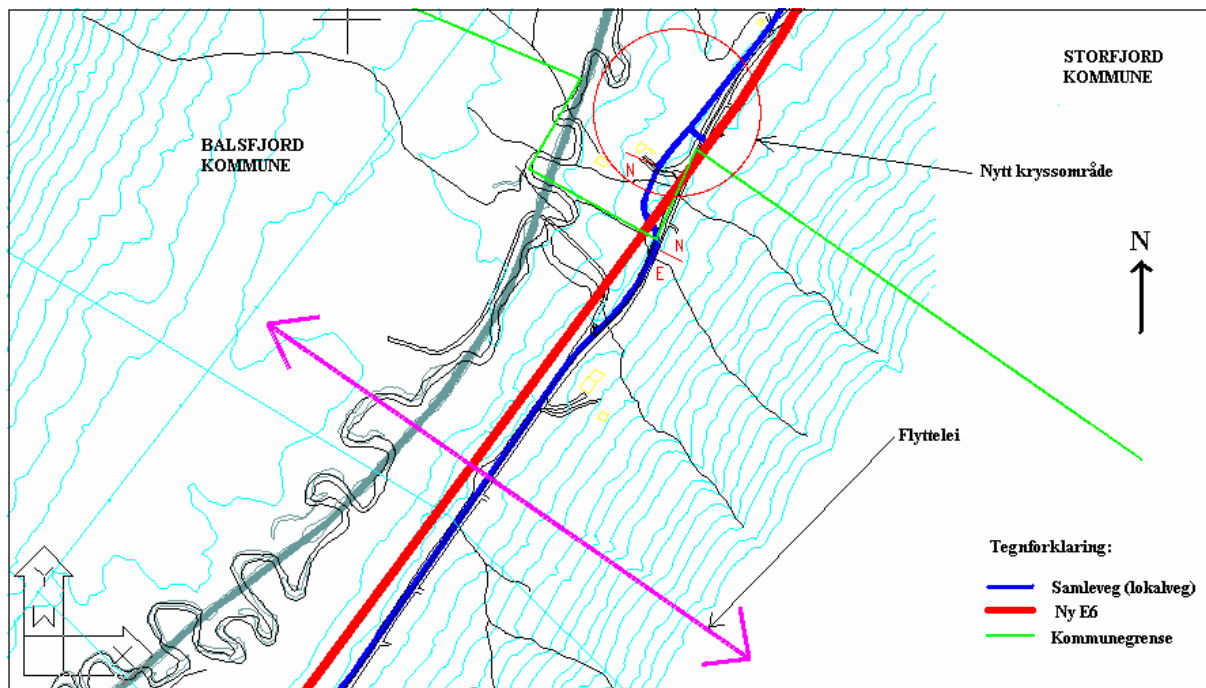 STORFJORD
KOMMUNE
BALSFJORD
KOMMUNE
Nytt kryssområde
N
N
N
E
Flyttelei
Tegnforklaring:
Samleveg (lokalveg)
Ny E6
Kommunegrense
Y
W
X